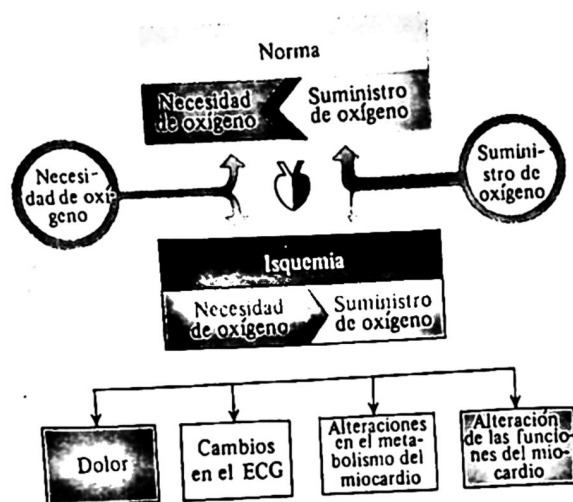 Norma
Necesidad
de oxígeno
Suministro
de oxígeno
Necesi-
dad de oxí-
geno
Suminis-
tro de
oxígeno
Isquemia
Necesidad
de oxígeno
Suministro
de oxígeno
Dolor
Cambios
en el ECG
Alteraciones
en el meta-
bolismo del
miocardio
Alteración
de las funcio-
nes del mio-
cardio